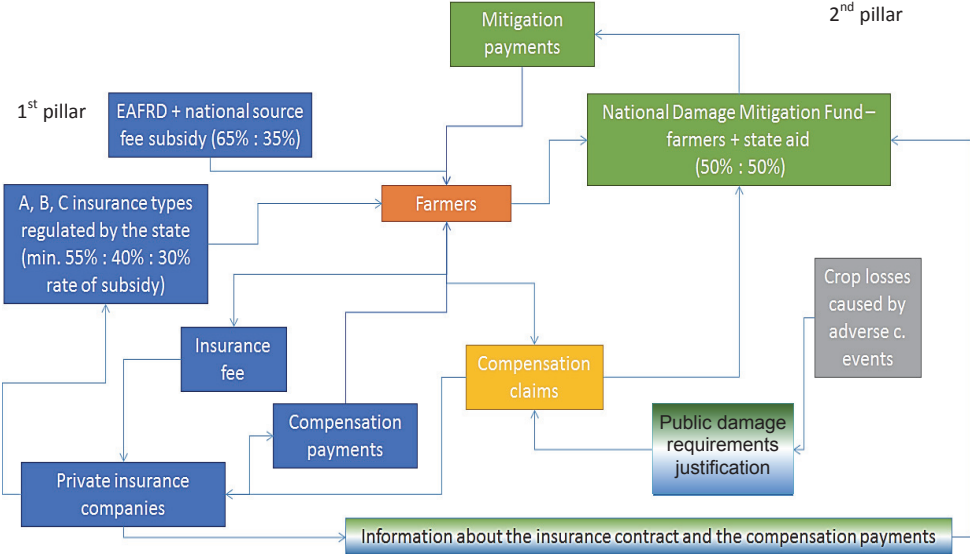 2nd pillar
Mitigation
payments
1st pillar
EAFRD + national source
fee subsidy (65% : 35%)
National Damage Mitigation Fund –
farmers + state aid
(50% : 50%)
A, B, C insurance types
regulated by the state
(min. 55% : 40% : 30%
rate of subsidy)
Farmers
Crop losses
caused by
adverse c.
events
Insurance
fee
Compensation
claims
Compensation
payments
Public damage
requirements
justification
Private insurance
companies
Information about the insurance contract and the compensation payments